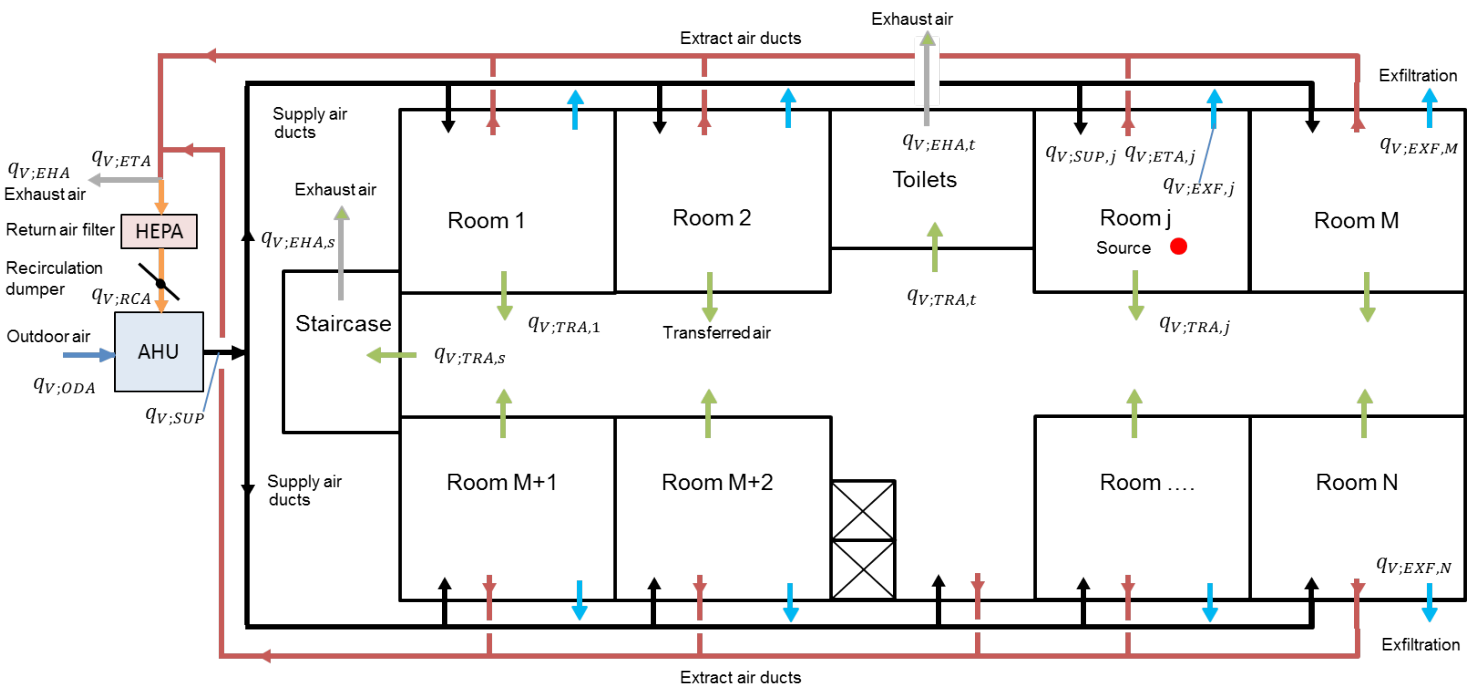 Exhaust air
Extract air ducts
Exfiltration
Supply air
ducts
q_{V;EHA,t}
q_{V;SUP,j}
q_{V;ETA,j}
q_{V;EXF,M}
q_{V;ETA}
q_{V;EHA}
Exhaust air
Exhaust air
Toilets
q_{V;EXF,j}
Room 1
Room 2
Room j
Room M
Return air filter
HEPA
q_{V;EHA,s}
Source
Recirculation
dumper
q_{V;RCA}
q_{V;TRA,t}
Staircase
q_{V;TRA,1}
Transferred air
q_{V;TRA,j}
Outdoor air
AHU
q_{V;TRA,s}
q_{V;ODA}
q_{V;SUP}
Supply air
ducts
Room M+1
Room M+2
Room ....
Room N
q_{V;EXF,N}
Exfiltration
Extract air ducts